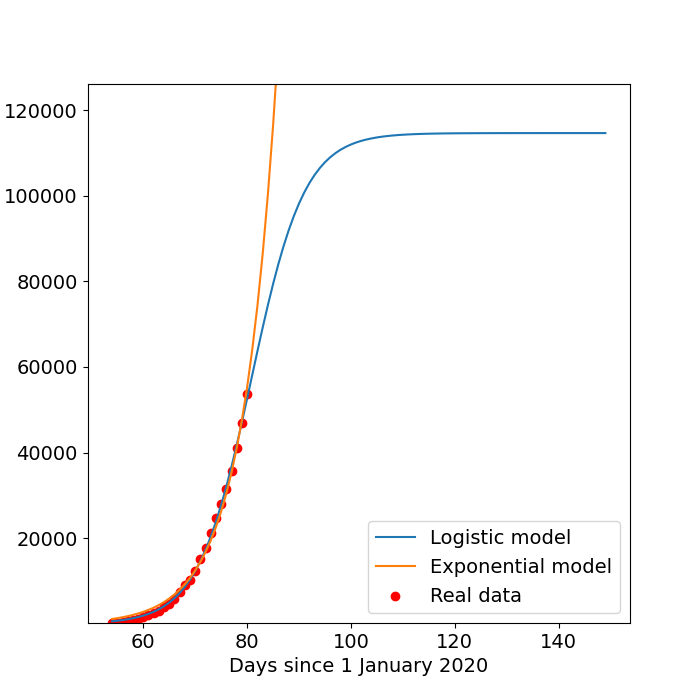 120000
100000
80000
60000
40000
20000
Logistic model
Exponential model
Real data
60 80 100 120 140
Days since 1 January 2020